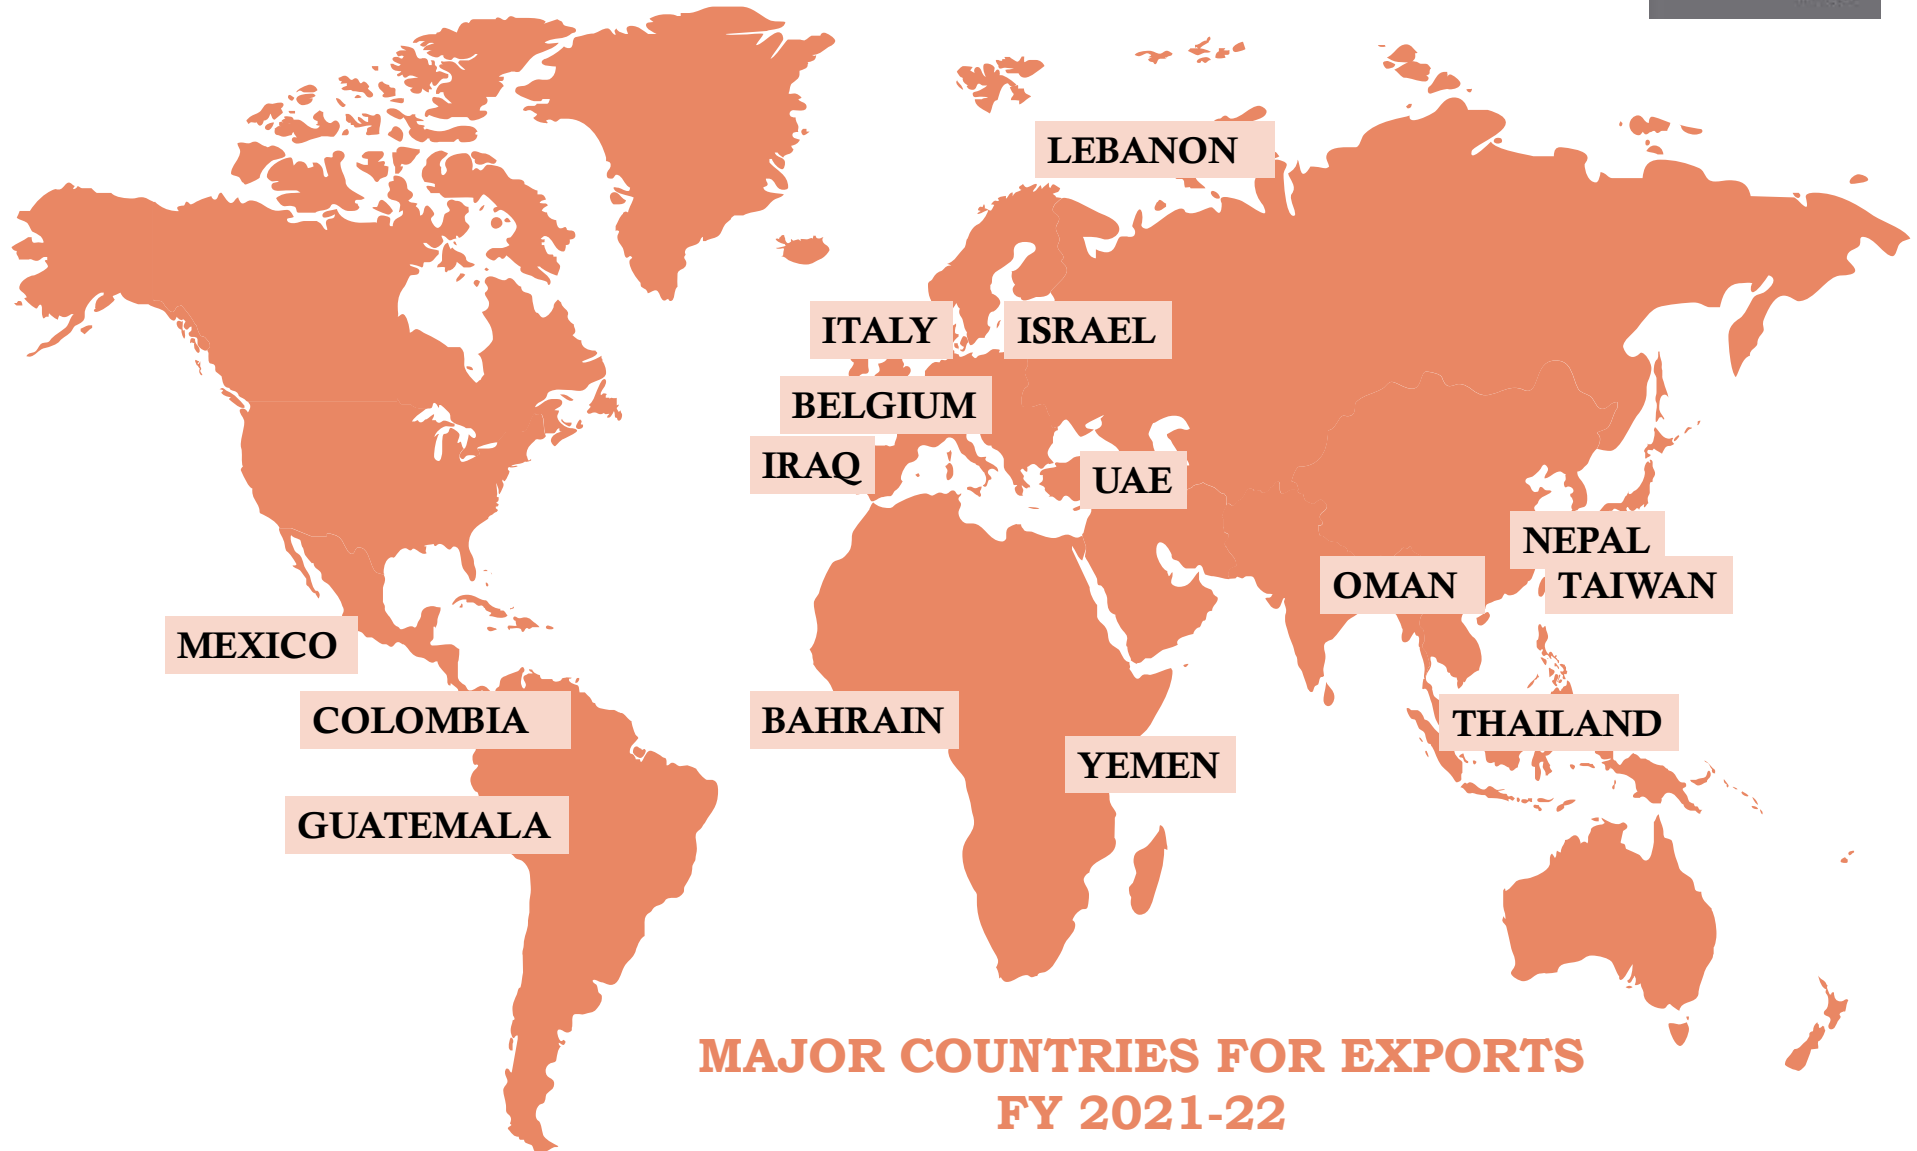 LEBANON
ITALY
ISRAEL
BELGIUM
IRAQ
UAE
NEPAL
OMAN
TAIWAN
MEXICO
COLOMBIA
BAHRAIN
THAILAND
YEMEN
GUATEMALA
MAJOR COUNTRIES FOR EXPORTS
FY 2021-22